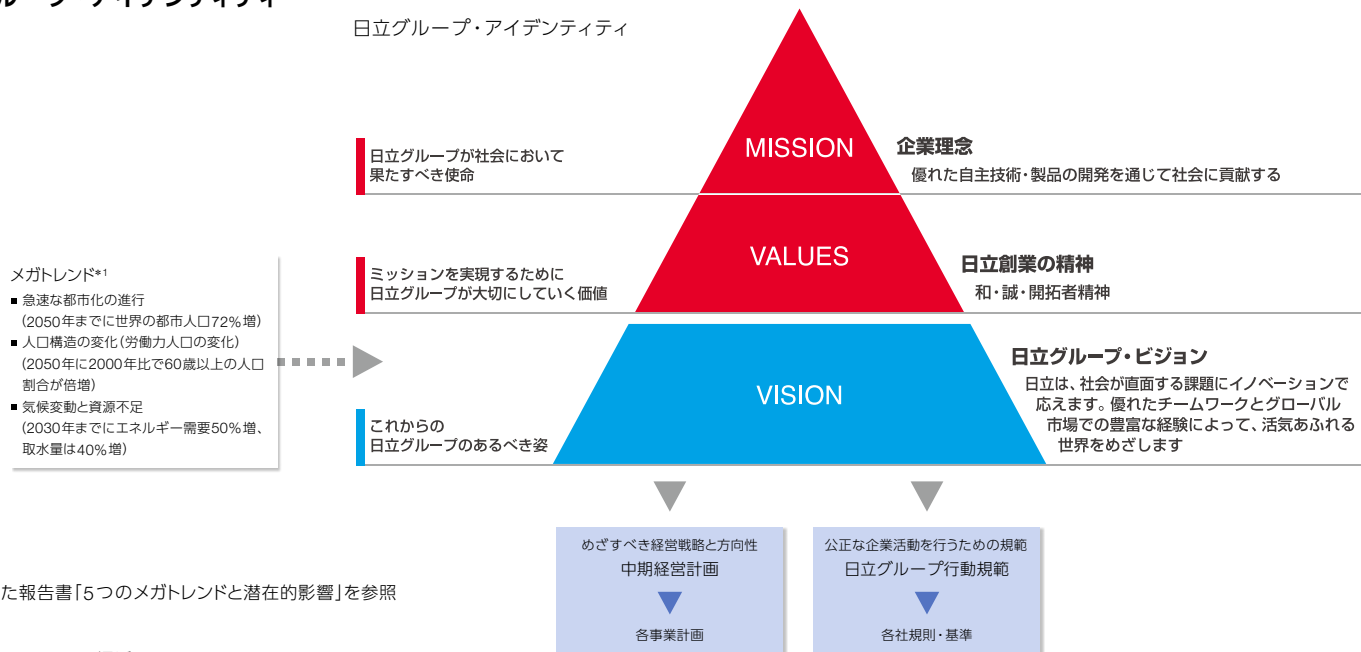 日立グループ・アイデンティティ
MISSION
日立グループが社会において
果たすべき使命
企業理念
優れた自主技術・製品の開発を通じて社会に貢献する
VALUES
ミッションを実現するために
日立グループが大切にしていく価値
日立創業の精神
和・誠・開拓者精神
メガトレンド*1
■ 急速な都市化の進行
(2050年までに世界の都市人口72%増)
■ 人口構造の変化(労働力人口の変化)
(2050年に2000年比で60歳以上の人口
割合が倍増)
■ 気候変動と資源不足
(2030年までにエネルギー需要50%増、
取水量は40%増)
VISION
これからの
日立グループのあるべき姿
日立グループ・ビジョン
日立は、社会が直面する課題にイノベーションで
応えます。優れたチームワークとグローバル
市場での豊富な経験によって、活気あふれる
世界をめざします
めざすべき経営戦略と方向性
中期経営計画
各事業計画
公正な企業活動を行うための規範
日立グループ行動規範
各社規則・基準
た報告書「5つのメガトレンドと潜在的影響」を参照